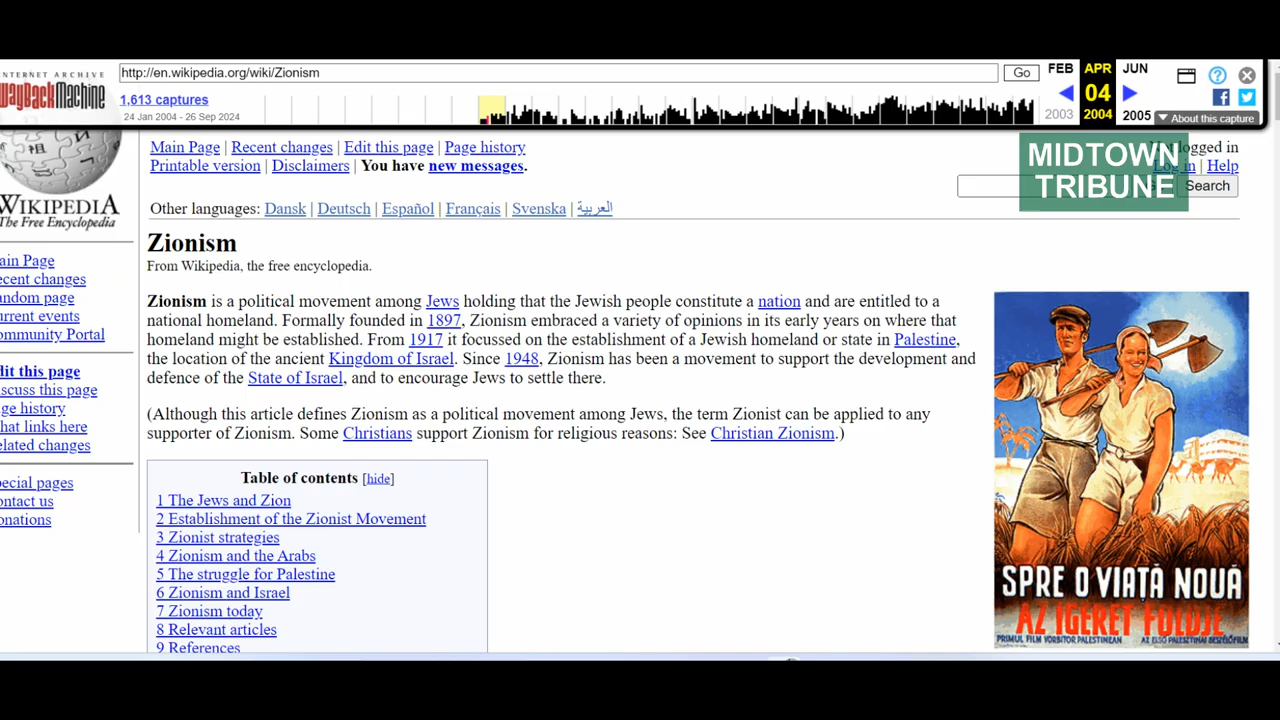 INTERNET ARCHIVE
WayBackMachine
http://en.wikipedia.org/wiki/Zionism
Go
FEB APR JUN
1,613 captures
04
24 Jan 2004 - 26 Sep 2024
2003 2004 2005
▼ About this capture
Main Page | Recent changes | Edit this page | Page history
logged in
Printable version | Disclaimers | You have new messages.
Log in | Help
MIDTOWN
TRIBUNE
Search
WIKIPEDIA
The Free Encyclopedia
Other languages: Dansk | Deutsch | Español | Français | Svenska | العربية
Zionism
From Wikipedia, the free encyclopedia.
ain Page
ecent changes
andom page
urrent events
ommunity Portal
dit this page
iscuss this page
ge history
hat links here
elated changes
pecial pages
ontact us
onations
Zionism is a political movement among Jews holding that the Jewish people constitute a nation and are entitled to a
national homeland. Formally founded in 1897, Zionism embraced a variety of opinions in its early years on where that
homeland might be established. From 1917 it focussed on the establishment of a Jewish homeland or state in Palestine,
the location of the ancient Kingdom of Israel. Since 1948, Zionism has been a movement to support the development and
defence of the State of Israel, and to encourage Jews to settle there.
(Although this article defines Zionism as a political movement among Jews, the term Zionist can be applied to any
supporter of Zionism. Some Christians support Zionism for religious reasons: See Christian Zionism.)
Table of contents [hide]
1 The Jews and Zion
2 Establishment of the Zionist Movement
3 Zionist strategies
4 Zionism and the Arabs
5 The struggle for Palestine
6 Zionism and Israel
7 Zionism today
8 Relevant articles
9 References
SPRE O VIAȚĂ NOUĂ
AZ IGÉRET FÖLDJE
PRIMUL FILM VORBITOR PALESTINEAN
AZ ELSŐ PALESZTINAI BESZÉLŐFILM